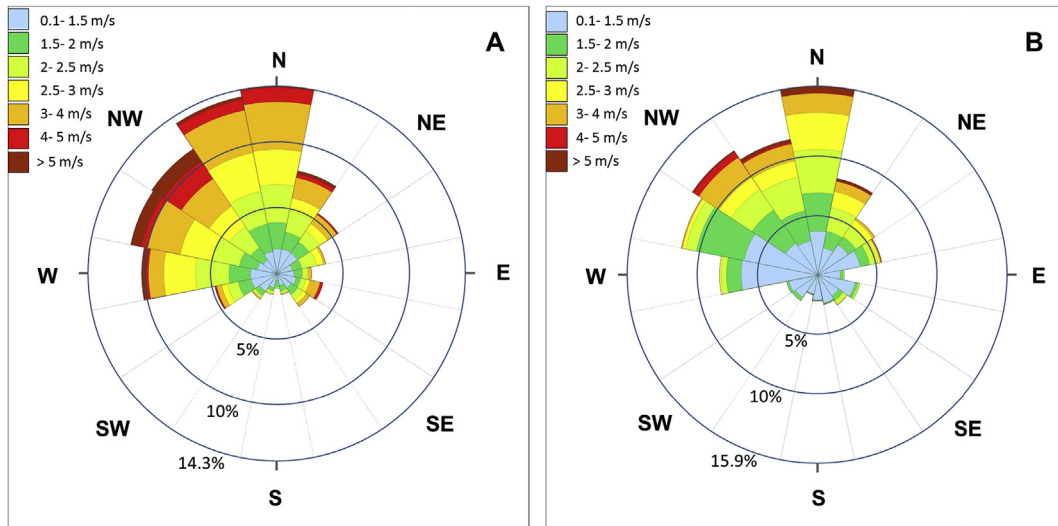 0.1- 1.5 m/s
1.5- 2 m/s
2- 2.5 m/s
2.5- 3 m/s
3- 4 m/s
4- 5 m/s
> 5 m/s
A
N
NW
NE
W
E
5%
10%
SW
SE
14.3%
S
0.1- 1.5 m/s
1.5- 2 m/s
2- 2.5 m/s
2.5- 3 m/s
3- 4 m/s
4- 5 m/s
> 5 m/s
B
N
NW
NE
W
E
5%
10%
SW
SE
15.9%
S